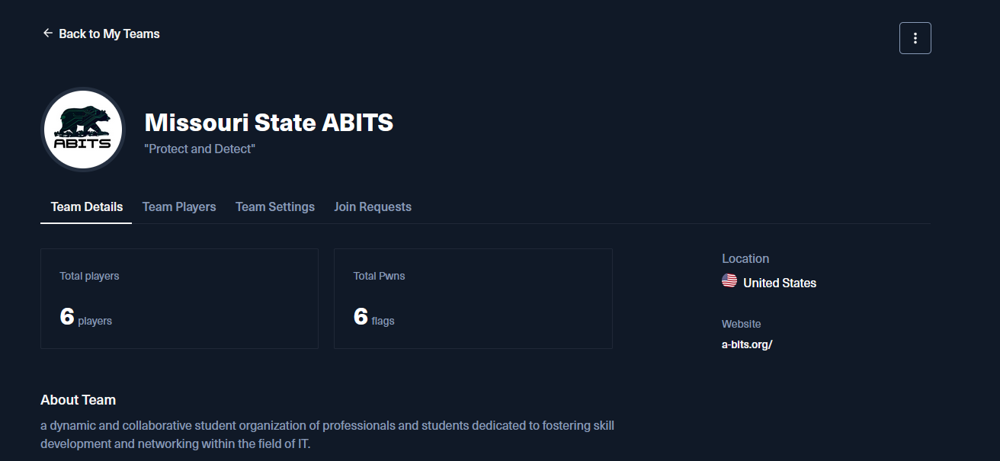 Back to My Teams
ABITS
Missouri State ABITS
"Protect and Detect"
Team Details Team Players Team Settings Join Requests
Total players
6 players
Total Pwns
6 flags
Location
United States
Website
a-bits.org/
About Team
a dynamic and collaborative student organization of professionals and students dedicated to fostering skill
development and networking within the field of IT.